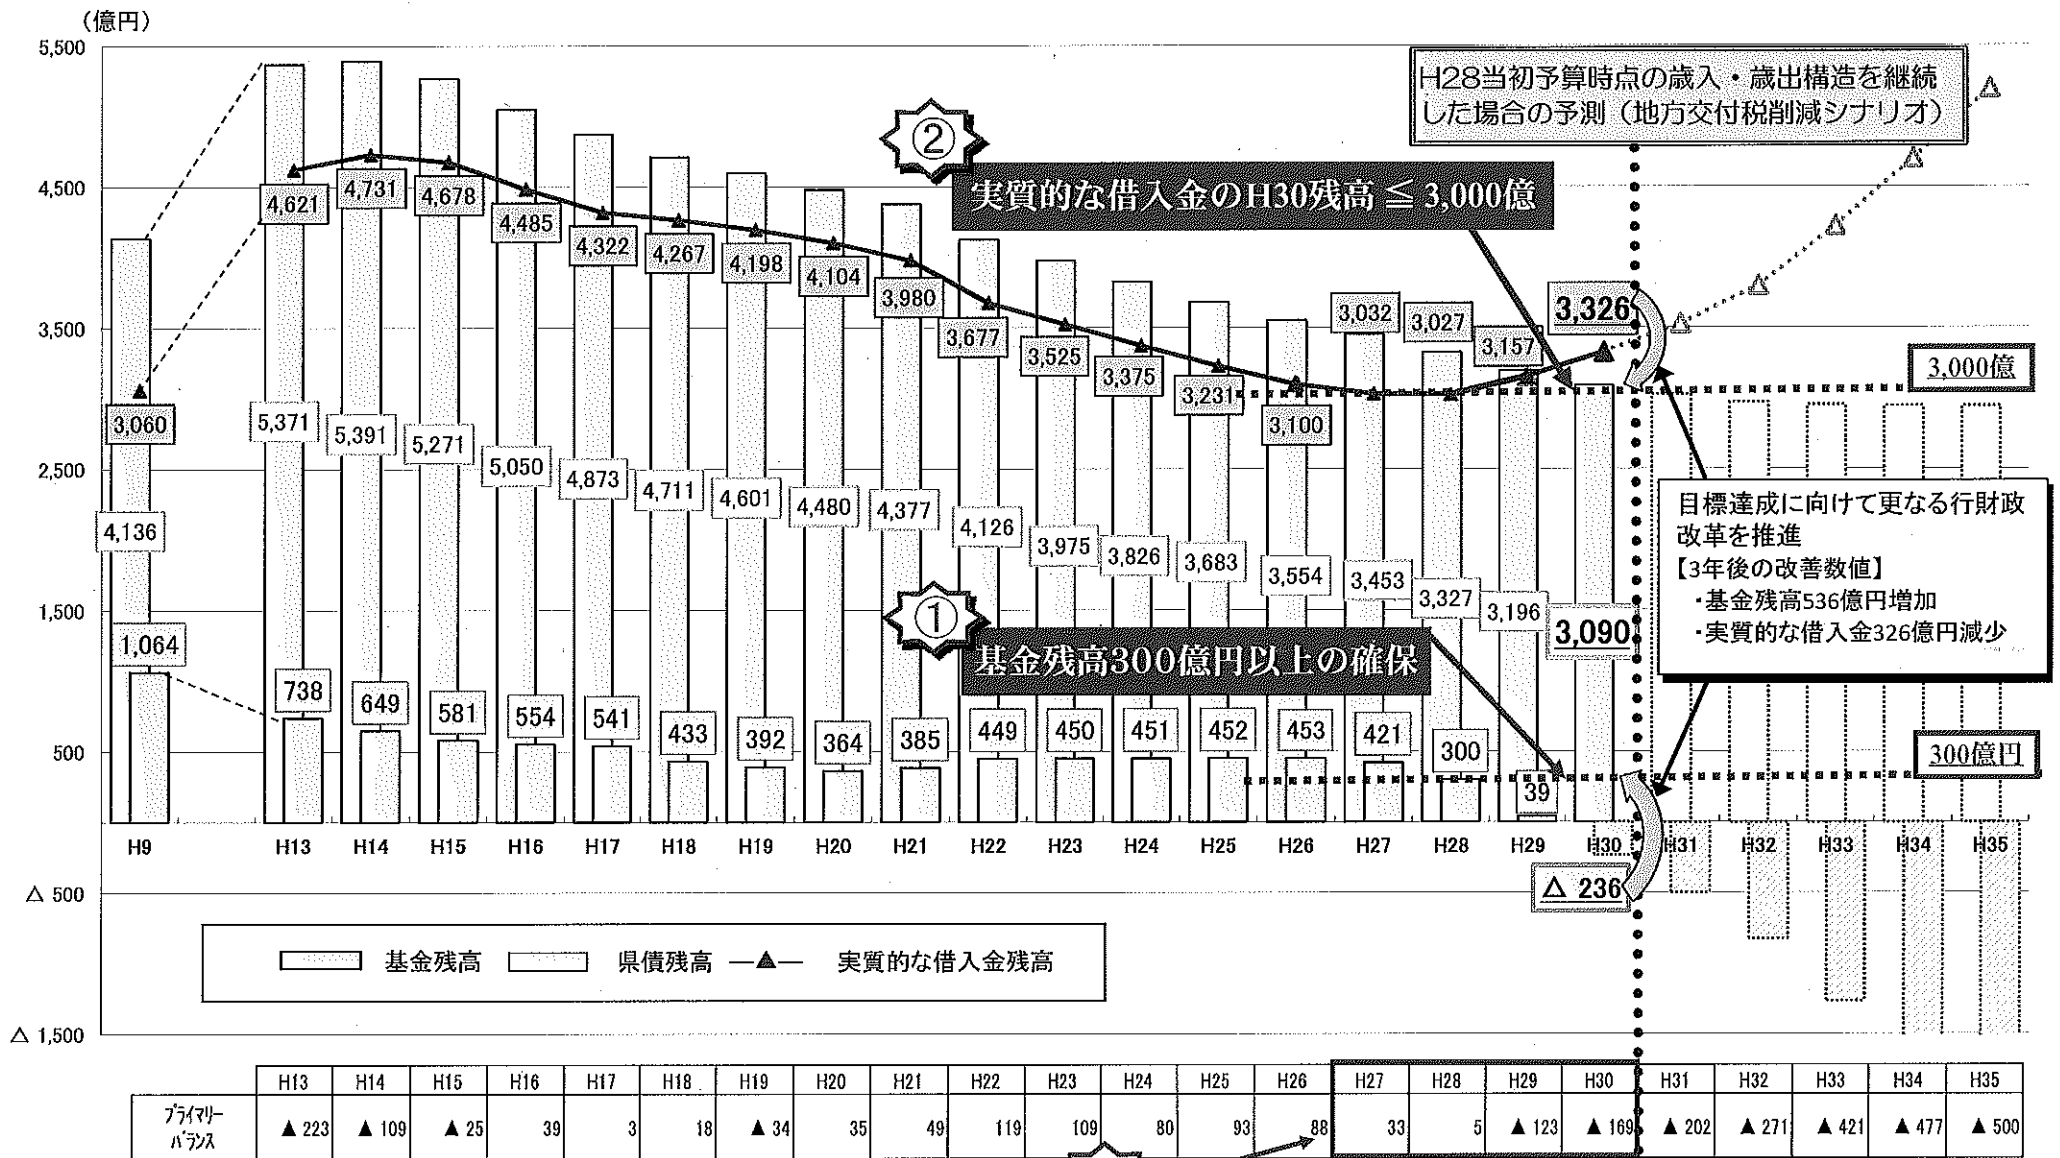 (億円)
5,500
4,500
3,500
2,500
1,500
500
△ 500
△ 1,500
H28当初予算時点の歳入・歳出構造を継続
した場合の予測（地方交付税削減シナリオ）
②
実質的な借入金のH30残高 ≦ 3,000億
3,060 4,621 4,731 4,678 4,485 4,322 4,267 4,198 4,104 3,980 3,677 3,525 3,375 3,231 3,100 3,032 3,027 3,157 3,326
3,000億
4,136 5,371 5,391 5,271 5,050 4,873 4,711 4,601 4,480 4,377 4,126 3,975 3,826 3,683 3,554 3,453 3,327 3,196 3,090
目標達成に向けて更なる行財政
改革を推進
【3年後の改善数値】
・基金残高536億円増加
・実質的な借入金326億円減少
①
基金残高300億円以上の確保
1,064 738 649 581 554 541 433 392 364 385 449 450 451 452 453 421 300 39 △ 236
300億円
H9 H13 H14 H15 H16 H17 H18 H19 H20 H21 H22 H23 H24 H25 H26 H27 H28 H29 H30 H31 H32 H33 H34 H35
基金残高 県債残高 実質的な借入金残高
H13 H14 H15 H16 H17 H18 H19 H20 H21 H22 H23 H24 H25 H26 H27 H28 H29 H30 H31 H32 H33 H34 H35
プライマリー
バランス
▲ 223 ▲ 109 ▲ 25 39 3 18 ▲ 34 35 49 119 109 80 93 88 33 5 ▲ 123 ▲ 169 ▲ 202 ▲ 271 ▲ 421 ▲ 477 ▲ 500